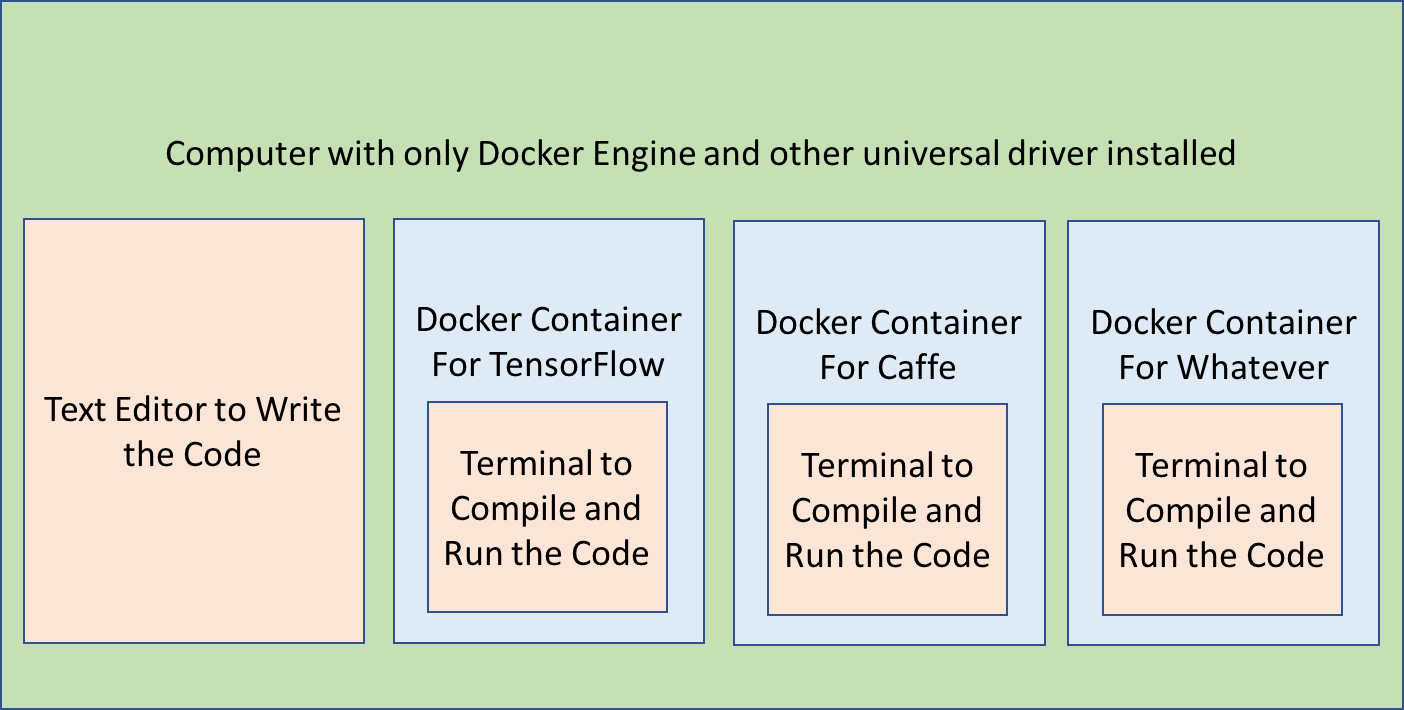 Computer with only Docker Engine and other universal driver installed
Text Editor to Write
the Code
Docker Container
For TensorFlow
Terminal to
Compile and
Run the Code
Docker Container
For Caffe
Terminal to
Compile and
Run the Code
Docker Container
For Whatever
Terminal to
Compile and
Run the Code